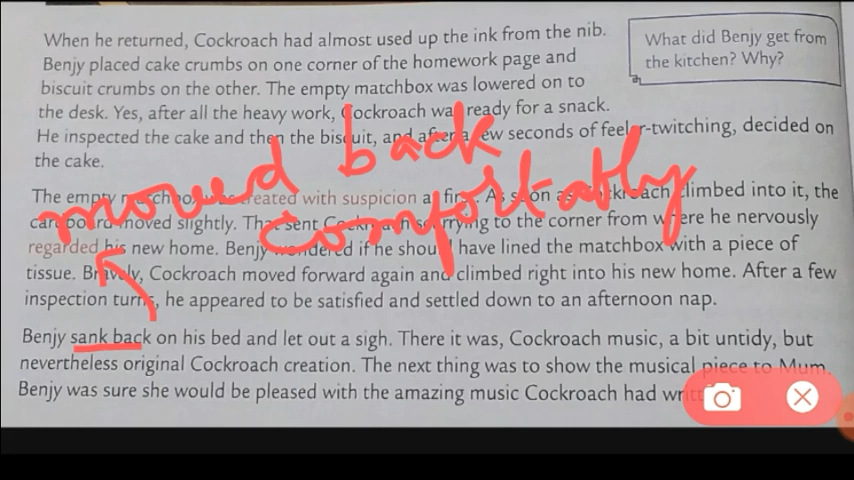 When he returned, Cockroach had almost used up the ink from the nib.
Benjy placed cake crumbs on one corner of the homework page and
biscuit crumbs on the other. The empty matchbox was lowered on to
the desk. Yes, after all the heavy work, Cockroach was ready for a snack.
He inspected the cake and then the biscuit, and after a few seconds of feeler-twitching, decided on
the cake.
What did Benjy get from
the kitchen? Why?
moved back
comfortably
The empty matchbox was treated with suspicion at first. As soon as Cockroach climbed into it, the
cardboard moved slightly. That sent Cockroach scurrying to the corner from where he nervously
regarded his new home. Benjy wondered if he should have lined the matchbox with a piece of
tissue. Bravely, Cockroach moved forward again and climbed right into his new home. After a few
inspection turns, he appeared to be satisfied and settled down to an afternoon nap.
Benjy sank back on his bed and let out a sigh. There it was, Cockroach music, a bit untidy, but
nevertheless original Cockroach creation. The next thing was to show the musical piece to Mum.
Benjy was sure she would be pleased with the amazing music Cockroach had